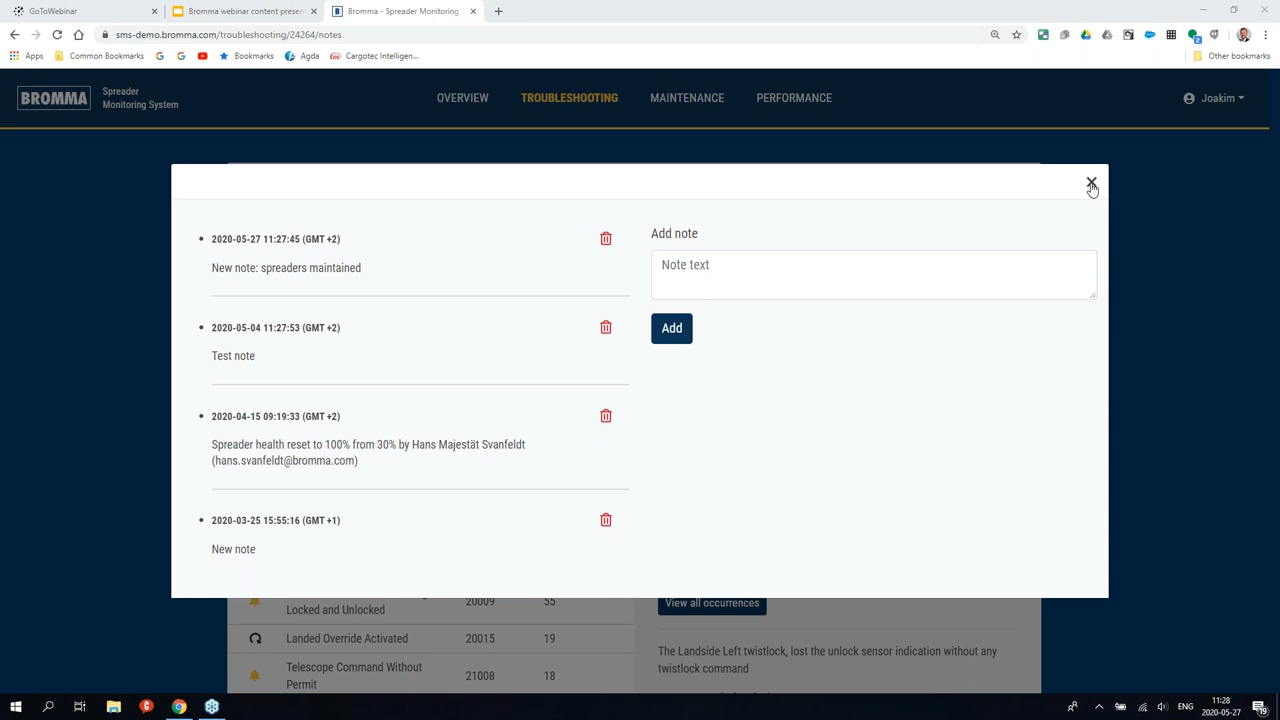 GoToWebinar
Bromma webinar content present
Bromma - Spreader Monitoring S
sms-demo.bromma.com/troubleshooting/24264/notes
Apps
Common Bookmarks
Bookmarks
Agda
Cargotec Intelligen...
Other bookmarks
BROMMA
Spreader
Monitoring System
OVERVIEW
TROUBLESHOOTING
MAINTENANCE
PERFORMANCE
Joakim
2020-05-27 11:27:45 (GMT +2)
New note: spreaders maintained
2020-05-04 11:27:53 (GMT +2)
Test note
2020-04-15 09:19:33 (GMT +2)
Spreader health reset to 100% from 30% by Hans Majestät Svanfeldt
(hans.svanfeldt@bromma.com)
2020-03-25 15:55:16 (GMT +1)
New note
Add note
Note text
Add
Locked and Unlocked
20009
55
Landed Override Activated
20015
19
Telescope Command Without
Permit
21008
18
View all occurrences
The Landside Left twistlock, lost the unlock sensor indication without any
twistlock command
ENG
11:28
2020-05-27
19